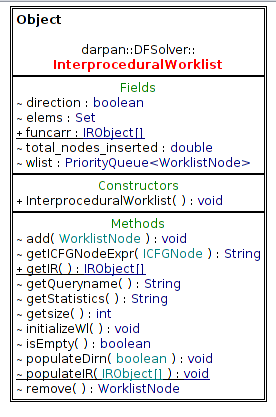 Object
darpan::DFSolver::
InterproceduralWorklist
Fields
~ direction : boolean
~ elems : Set
+ funcarr : IRObject[]
~ total_nodes_inserted : double
~ wlist : PriorityQueue<WorklistNode>
Constructors
+ InterproceduralWorklist( ) : void
Methods
~ add( WorklistNode ) : void
~ getICFGNodeExpr( ICFGNode ) : String
+ getIR( ) : IRObject[]
~ getQueryname( ) : String
~ getStatistics( ) : String
~ getsize( ) : int
~ initializeWl( ) : void
~ isEmpty( ) : boolean
~ populateDirn( boolean ) : void
~ populateIR( IRObject[] ) : void
~ remove( ) : WorklistNode